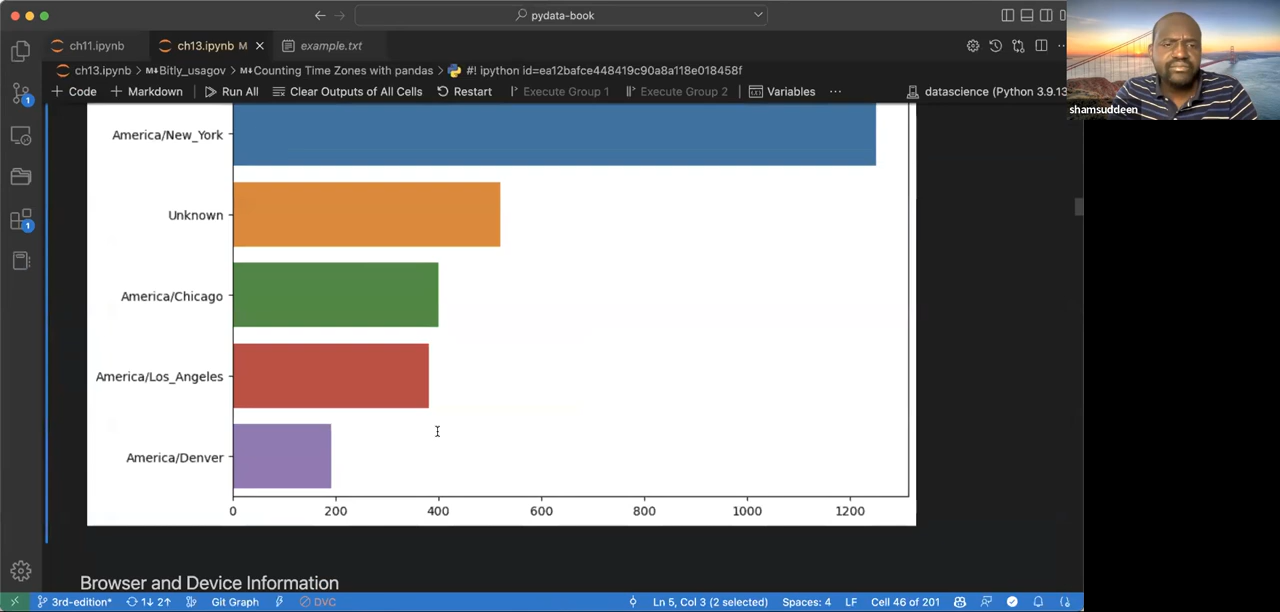 pydata-book
ch11.ipynb
ch13.ipynb M
example.txt
ch13.ipynb > M↓Bitly_usagov > M↓Counting Time Zones with pandas > #! ipython id=ea12bafce448419c90a8a118e018458f
+ Code + Markdown Run All Clear Outputs of All Cells Restart Execute Group 1 Execute Group 2 Variables ··· datascience (Python 3.9.13
shamsuddeen
1
1
America/New_York
Unknown
America/Chicago
America/Los_Angeles
America/Denver
0 200 400 600 800 1000 1200
Browser and Device Information
3rd-edition* 1↓ 2↑ Git Graph DVC Ln 5, Col 3 (2 selected) Spaces: 4 LF Cell 46 of 201